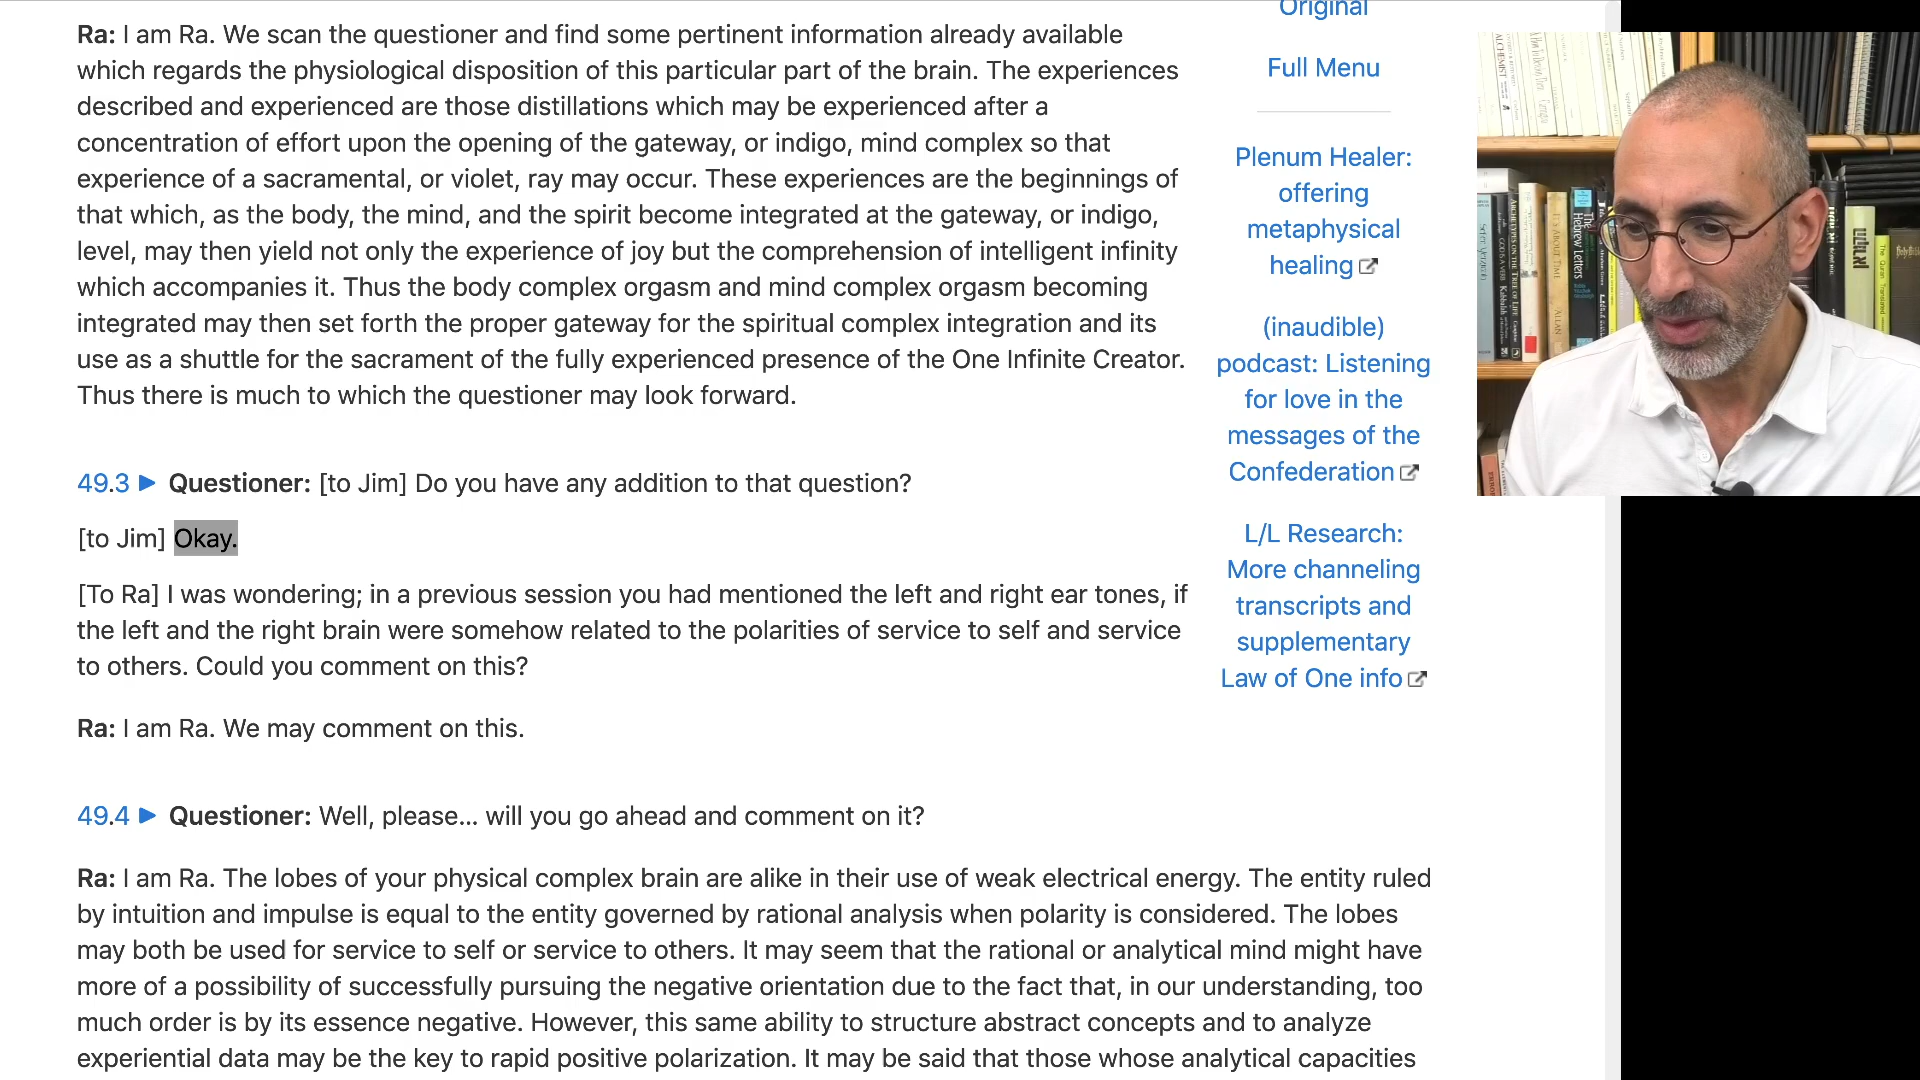 Ra: I am Ra. We scan the questioner and find some pertinent information already available
which regards the physiological disposition of this particular part of the brain. The experiences
described and experienced are those distillations which may be experienced after a
concentration of effort upon the opening of the gateway, or indigo, mind complex so that
experience of a sacramental, or violet, ray may occur. These experiences are the beginnings of
that which, as the body, the mind, and the spirit become integrated at the gateway, or indigo,
level, may then yield not only the experience of joy but the comprehension of intelligent infinity
which accompanies it. Thus the body complex orgasm and mind complex orgasm becoming
integrated may then set forth the proper gateway for the spiritual complex integration and its
use as a shuttle for the sacrament of the fully experienced presence of the One Infinite Creator.
Thus there is much to which the questioner may look forward.
49.3 ► Questioner: [to Jim] Do you have any addition to that question?
[to Jim] Okay.
[To Ra] I was wondering; in a previous session you had mentioned the left and right ear tones, if
the left and the right brain were somehow related to the polarities of service to self and service
to others. Could you comment on this?
Ra: I am Ra. We may comment on this.
49.4 ► Questioner: Well, please... will you go ahead and comment on it?
Ra: I am Ra. The lobes of your physical complex brain are alike in their use of weak electrical energy. The entity ruled
by intuition and impulse is equal to the entity governed by rational analysis when polarity is considered. The lobes
may both be used for service to self or service to others. It may seem that the rational or analytical mind might have
more of a possibility of successfully pursuing the negative orientation due to the fact that, in our understanding, too
much order is by its essence negative. However, this same ability to structure abstract concepts and to analyze
experiential data may be the key to rapid positive polarization. It may be said that those whose analytical capacities
Original
Full Menu
Plenum Healer:
offering
metaphysical
healing
(inaudible)
podcast: Listening
for love in the
messages of the
Confederation
L/L Research:
More channeling
transcripts and
supplementary
Law of One info
ALCHEMIST
The Hebrew Letters
IT'S ABOUT TIME
ALLAN